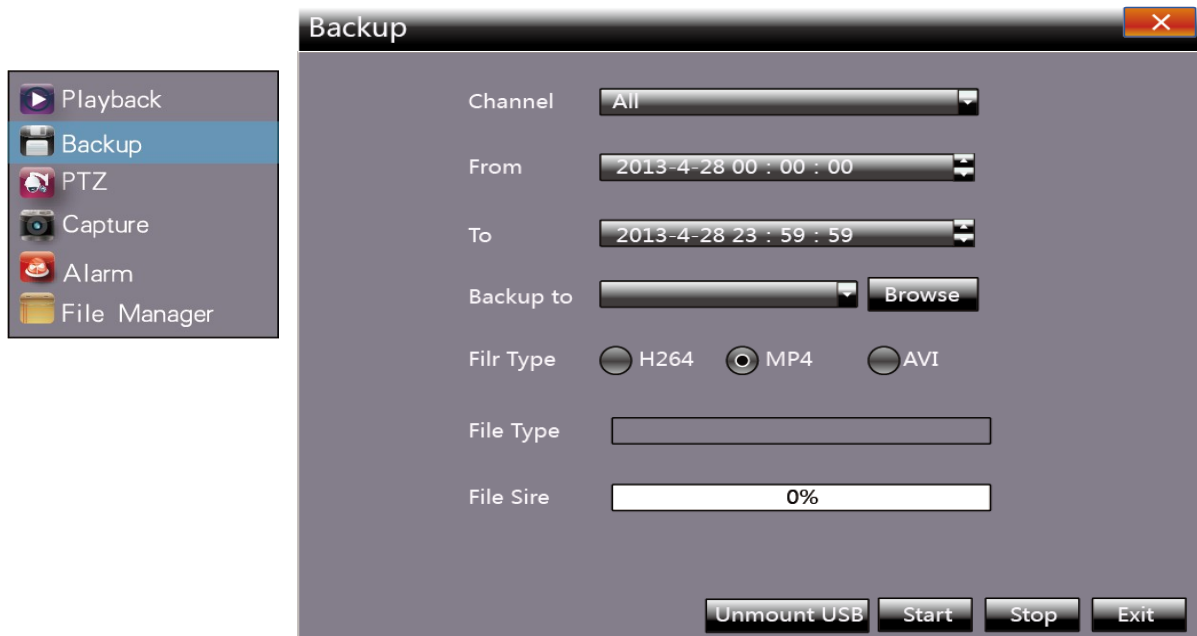 Playback
Backup
PTZ
Capture
Alarm
File Manager
Backup
Channel All
From 2013-4-28 00 : 00 : 00
To 2013-4-28 23 : 59 : 59
Backup to Browse
Filr Type H264 MP4 AVI
File Type
File Sire 0%
Unmount USB Start Stop Exit